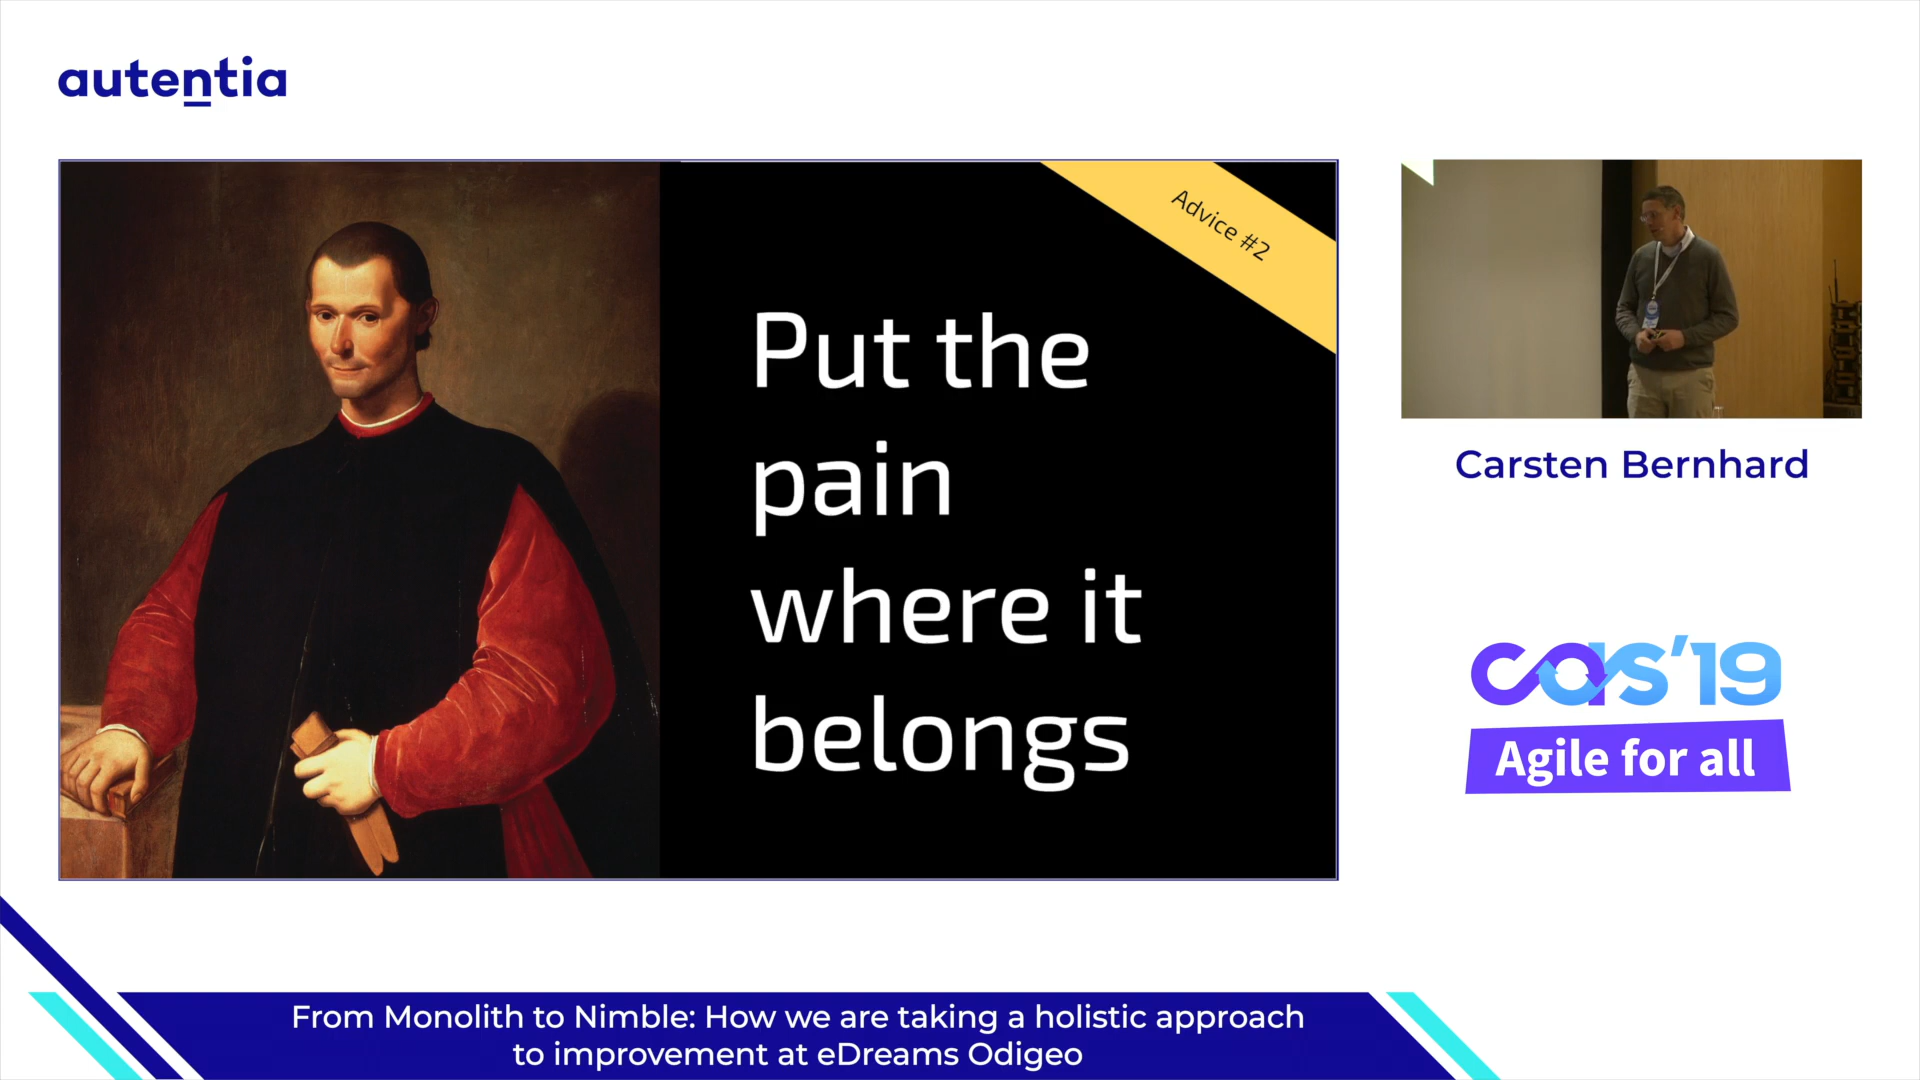 autentia
Advice #2
Put the
pain
where it
belongs
Carsten Bernhard
cas'19
Agile for all
From Monolith to Nimble: How we are taking a holistic approach
to improvement at eDreams Odigeo